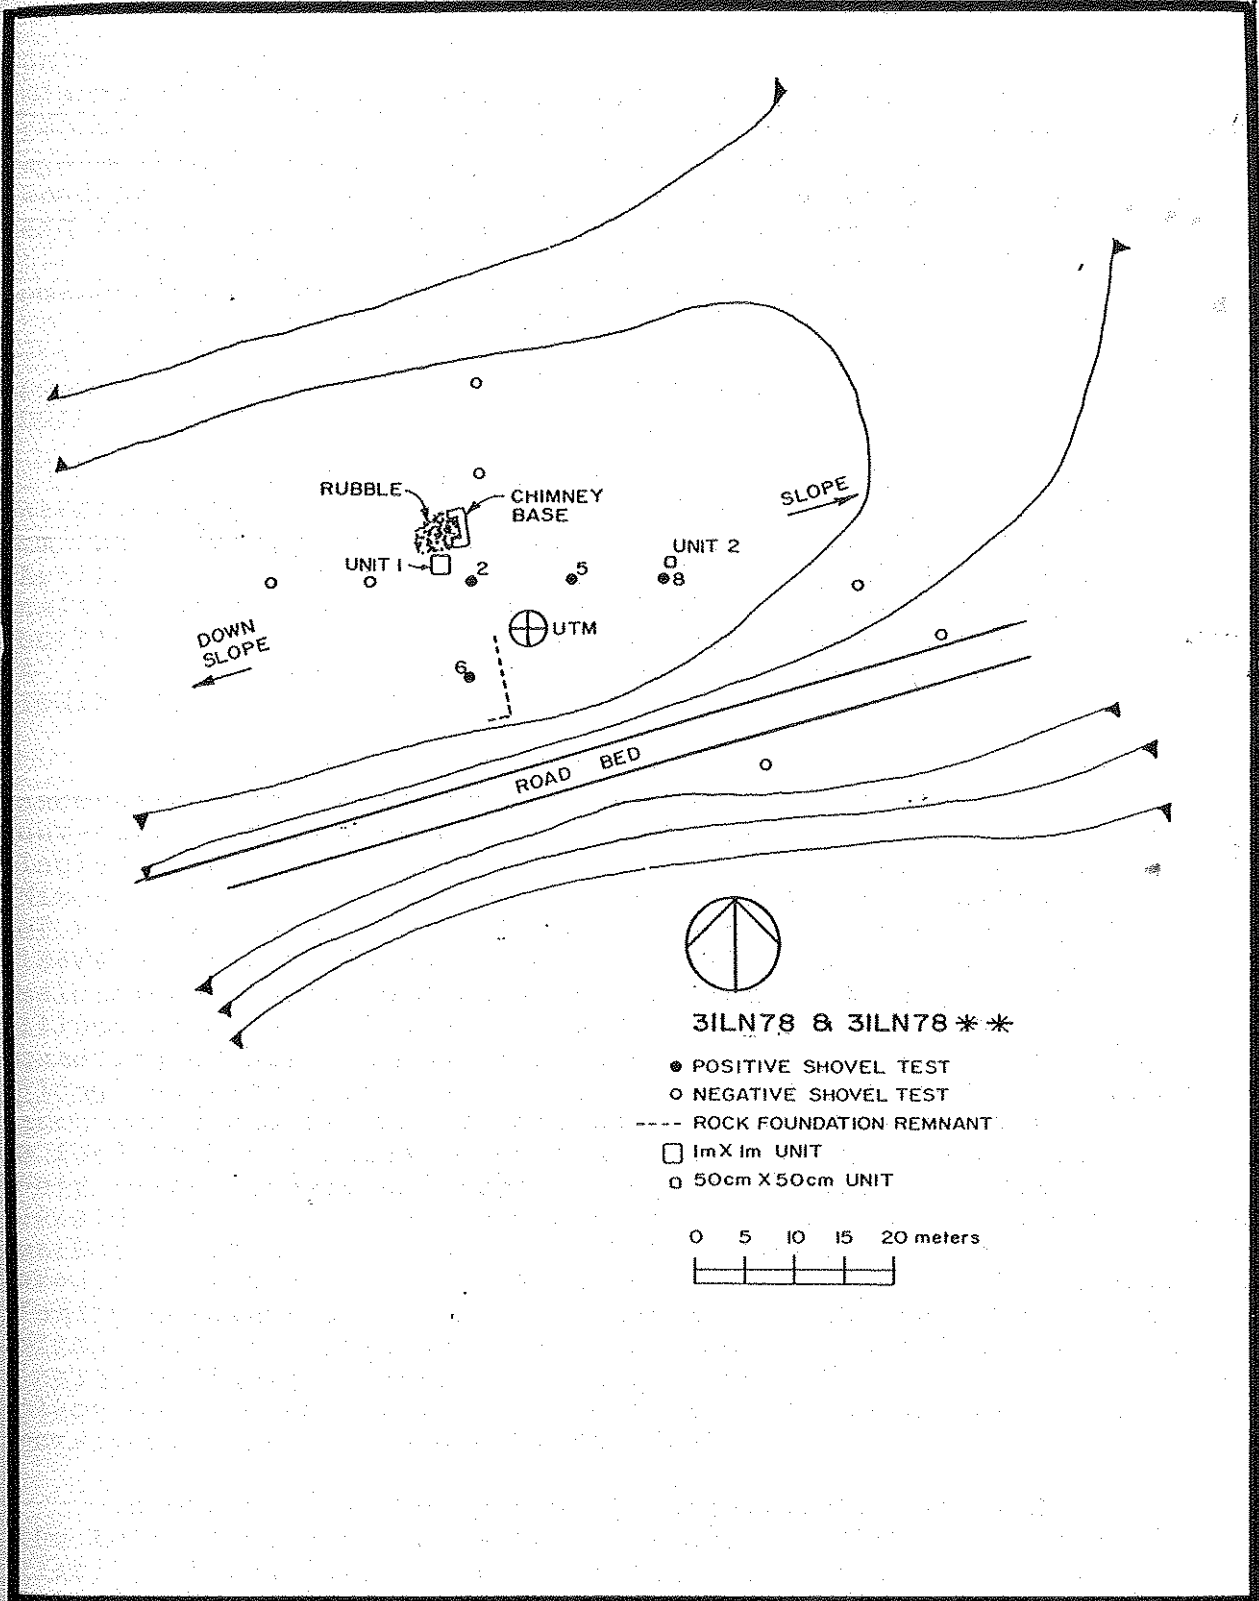 RUBBLE
CHIMNEY
BASE
SLOPE
UNIT 1
UNIT 2
2
5
8
UTM
DOWN
SLOPE
6
ROAD BED
31LN78 & 31LN78 * *
POSITIVE SHOVEL TEST
NEGATIVE SHOVEL TEST
ROCK FOUNDATION REMNANT
1m X 1m UNIT
50cm X 50cm UNIT
0 5 10 15 20 meters